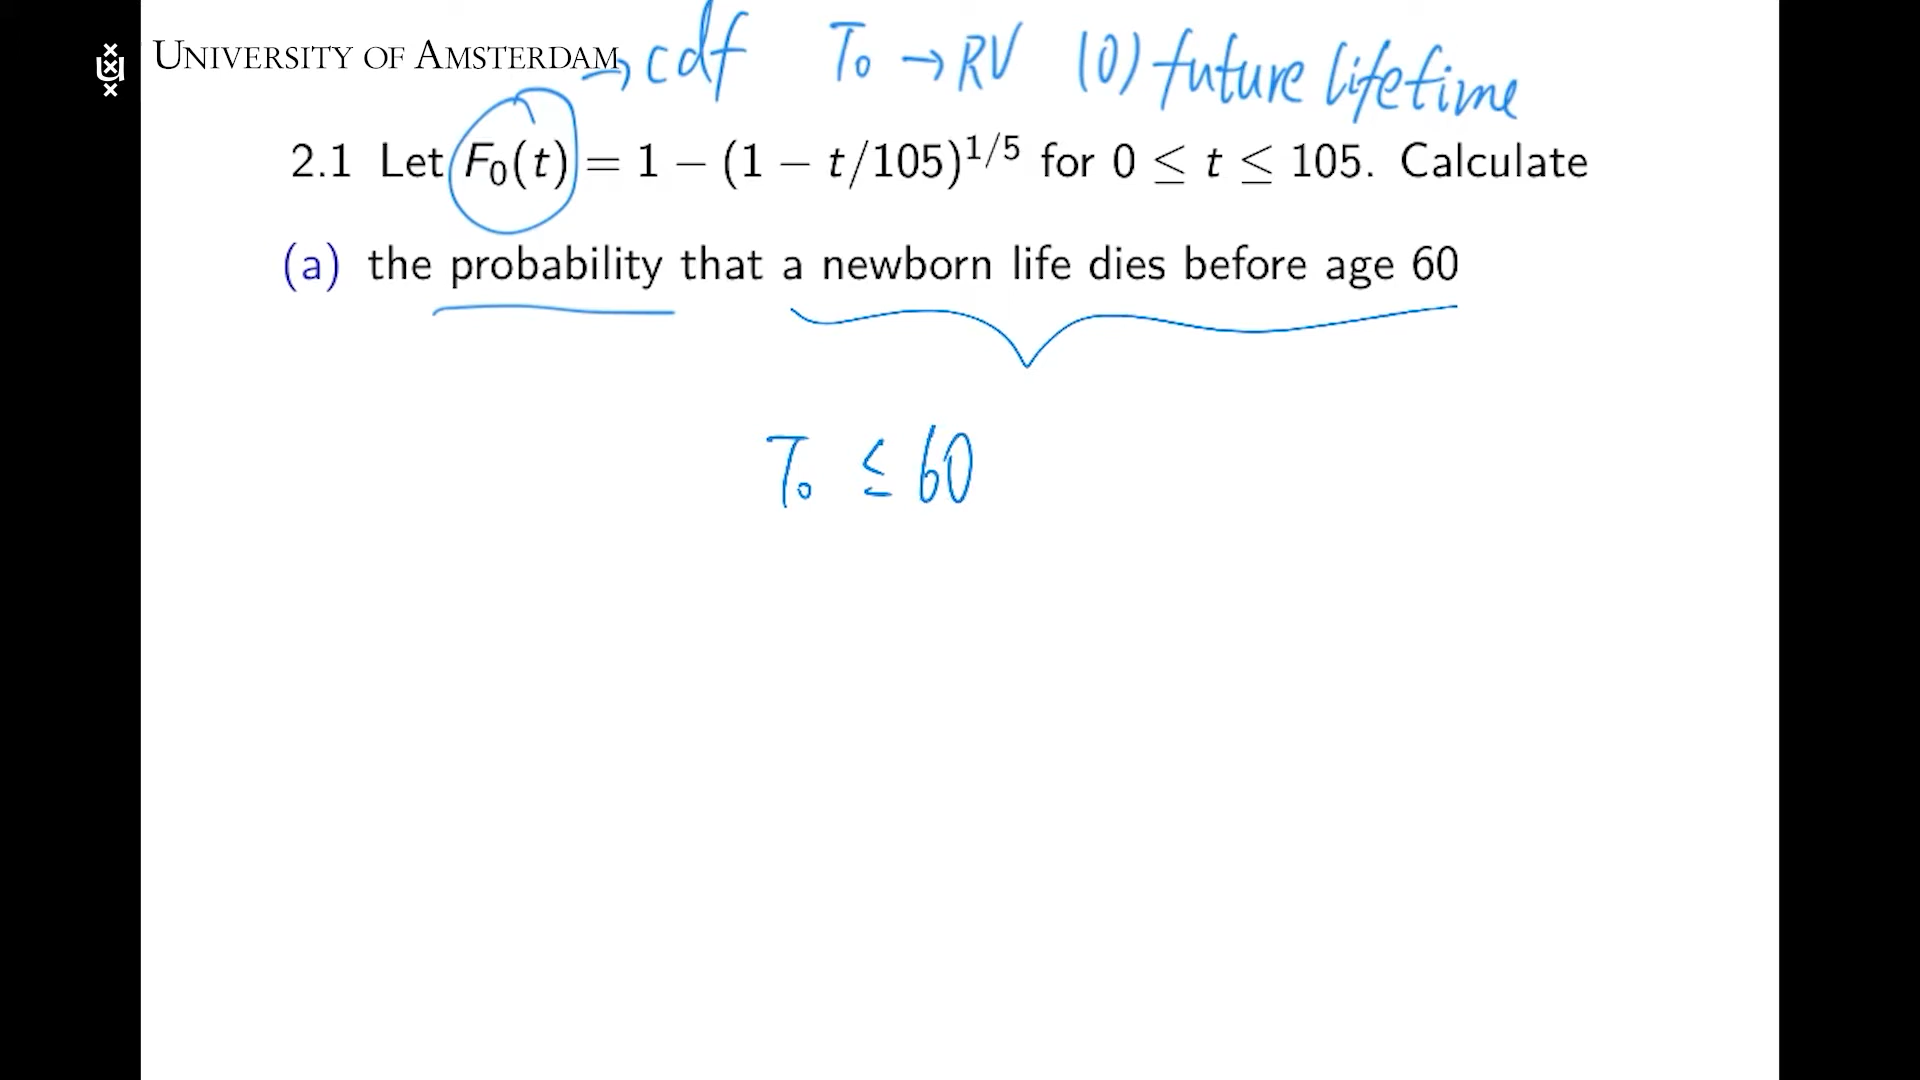 UNIVERSITY OF AMSTERDAM
→ cdf T₀ → RV (0) future lifetime
2.1 Let F₀(t) = 1 − (1 − t/105)^1/5 for 0 ≤ t ≤ 105. Calculate
(a) the probability that a newborn life dies before age 60
T₀ ≤ 60